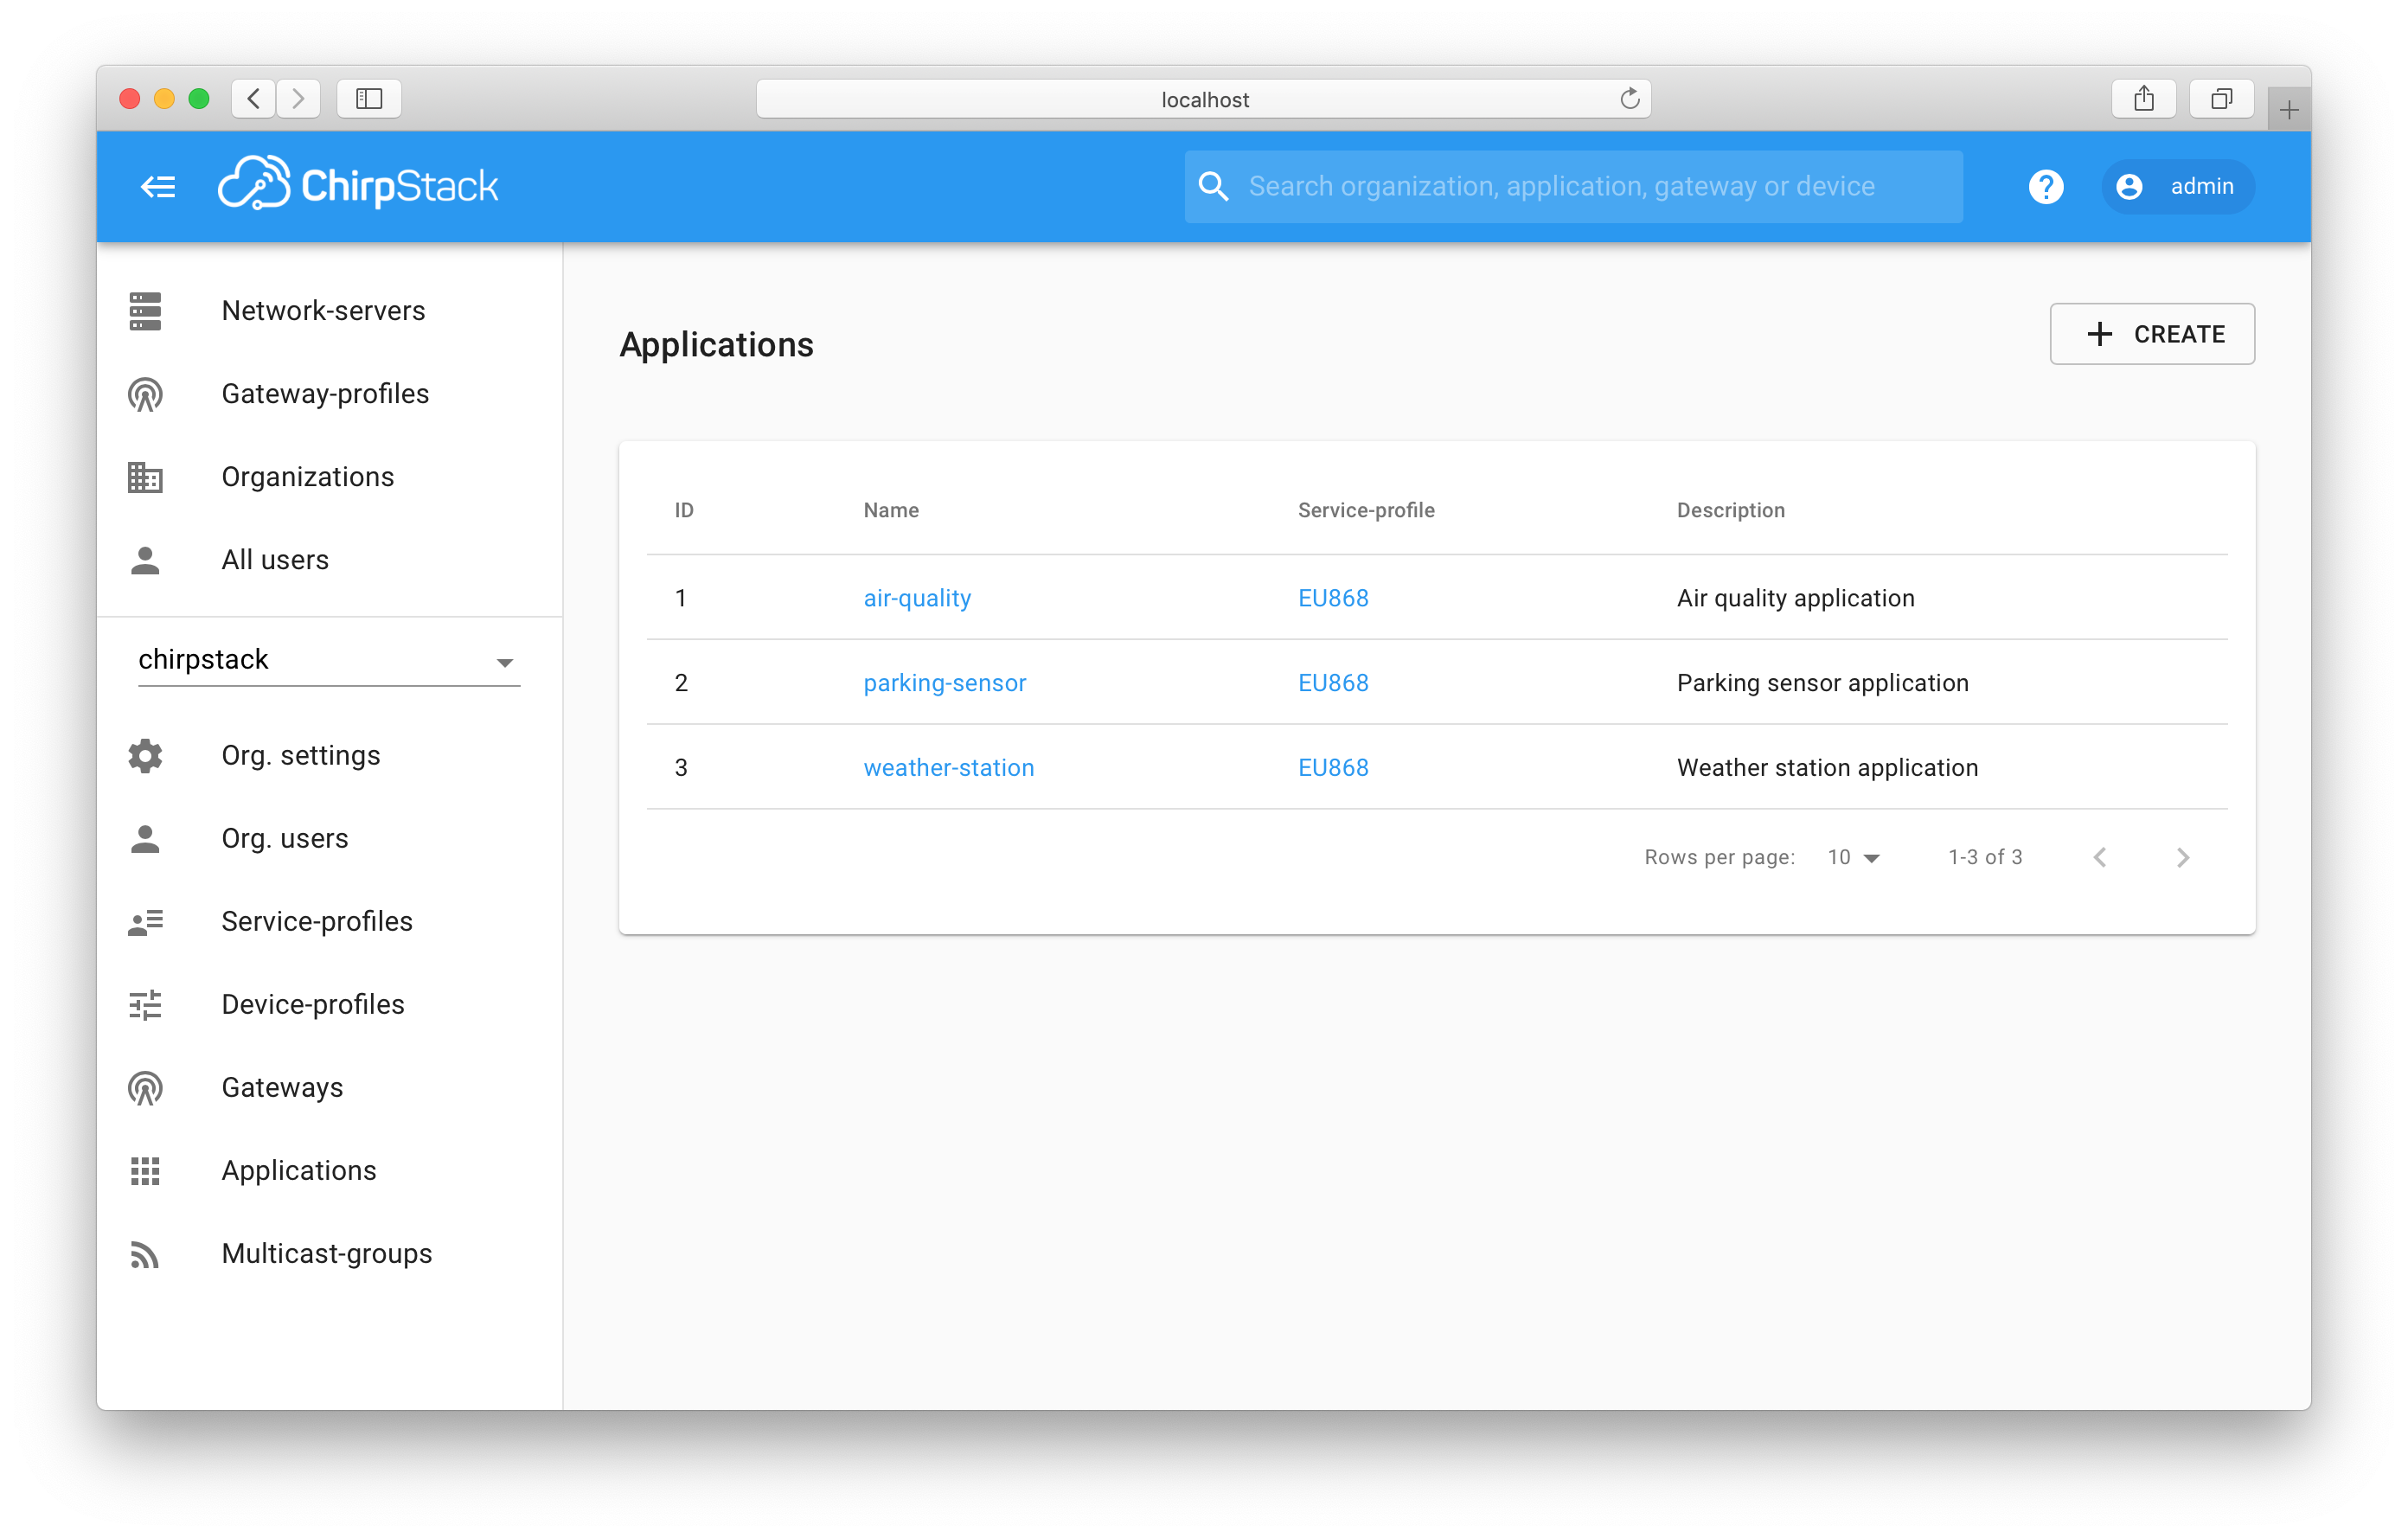 localhost
ChirpStack
Search organization, application, gateway or device
admin
Network-servers
Gateway-profiles
Organizations
All users
chirpstack
Org. settings
Org. users
Service-profiles
Device-profiles
Gateways
Applications
Multicast-groups
Applications
CREATE
ID Name Service-profile Description
1 air-quality EU868 Air quality application
2 parking-sensor EU868 Parking sensor application
3 weather-station EU868 Weather station application
Rows per page: 10 1-3 of 3